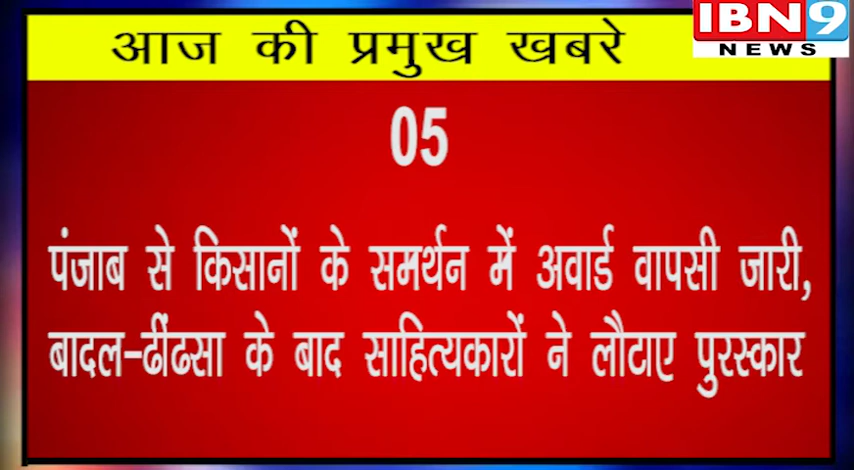 आज की प्रमुख खबरे
IBN9
NEWS
05
पंजाब से किसानों के समर्थन में अवार्ड वापसी जारी,
बादल-ढींढसा के बाद साहित्यकारों ने लौटाए पुरस्कार